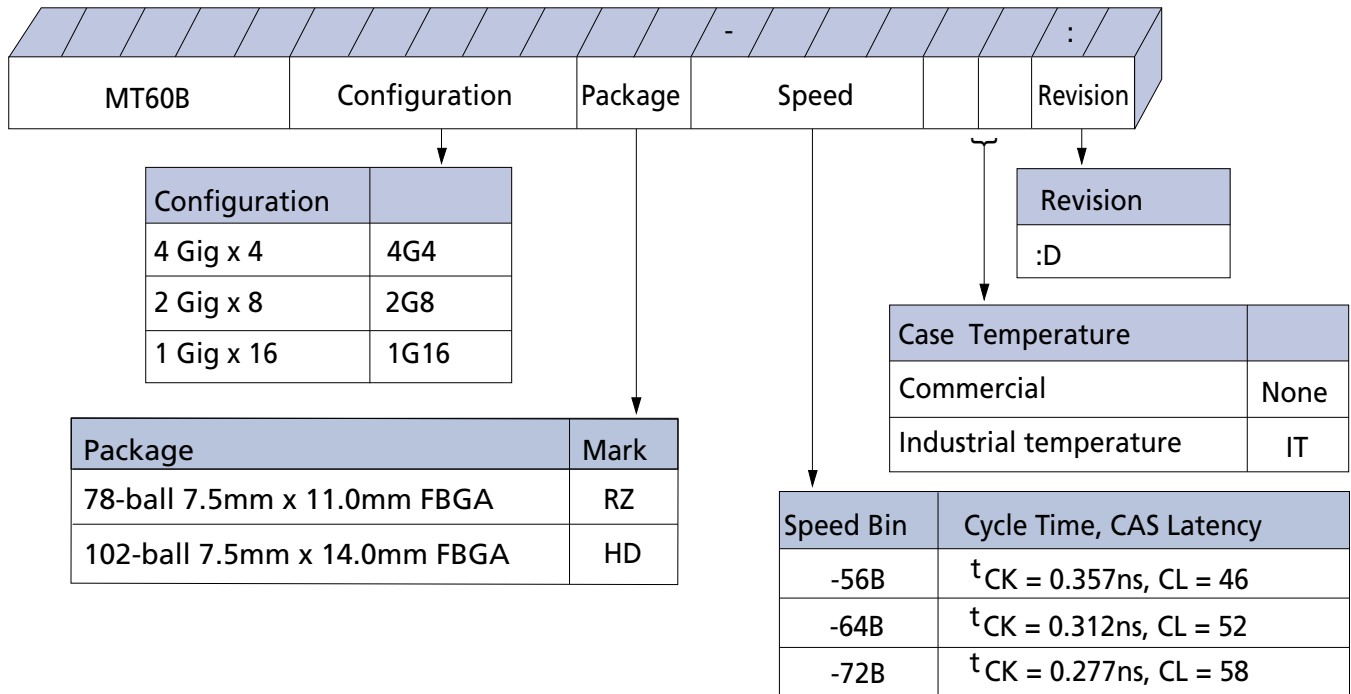 - :
MT60B Configuration Package Speed Revision
Configuration
4 Gig x 4 4G4
2 Gig x 8 2G8
1 Gig x 16 1G16
Revision
:D
Case Temperature
Commercial None
Industrial temperature IT
Package Mark
78-ball 7.5mm x 11.0mm FBGA RZ
102-ball 7.5mm x 14.0mm FBGA HD
Speed Bin Cycle Time, CAS Latency
-56B tCK = 0.357ns, CL = 46
-64B tCK = 0.312ns, CL = 52
-72B tCK = 0.277ns, CL = 58